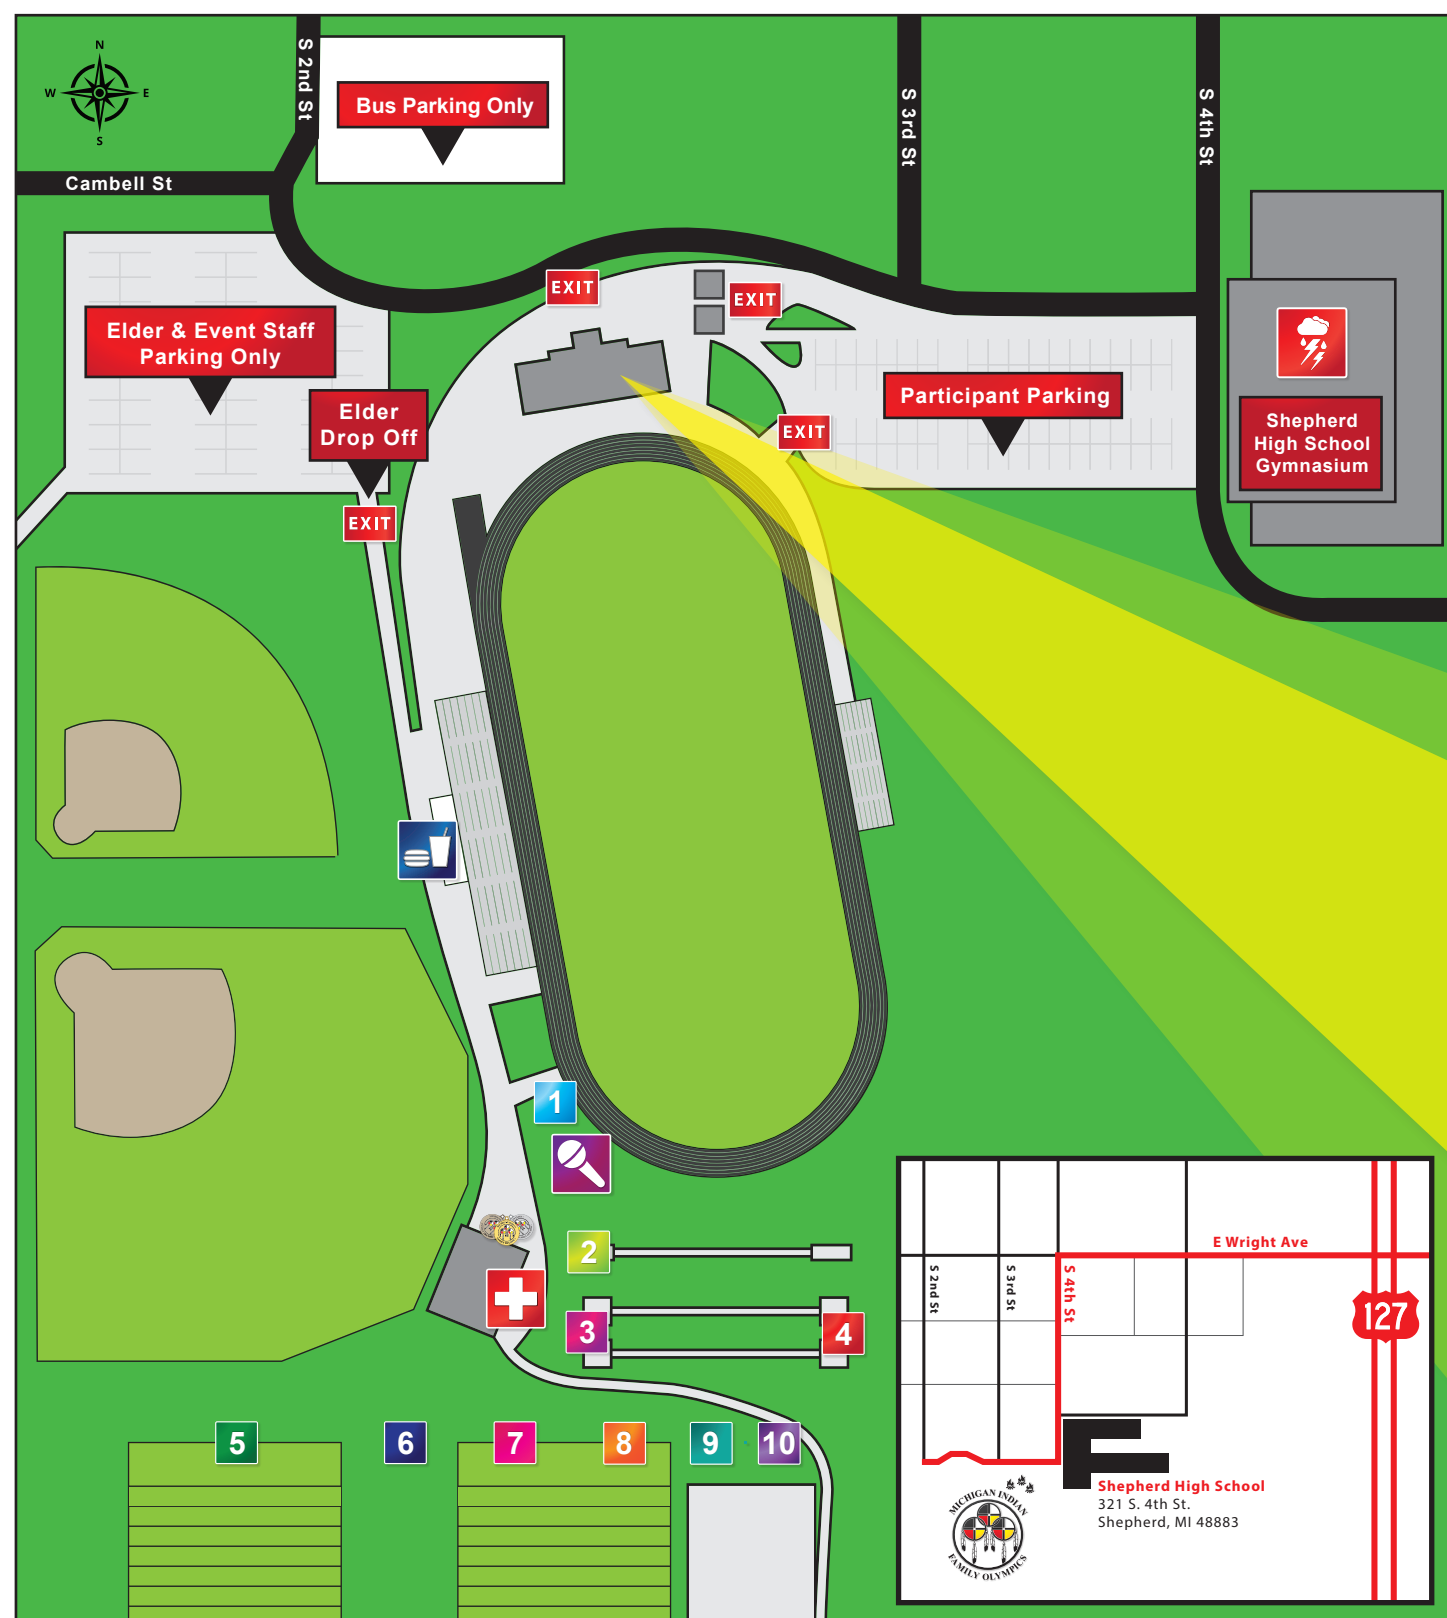 N
W
E
S
S 2nd St
Bus Parking Only
S 3rd St
S 4th St
Cambell St
EXIT
EXIT
Elder & Event Staff
Parking Only
Elder
Drop Off
Participant Parking
EXIT
Shepherd
High School
Gymnasium
EXIT
1
2
3
4
5
6
7
8
9
10
E Wright Ave
S 2nd St
S 3rd St
S 4th St
127
Shepherd High School
321 S. 4th St.
Shepherd, MI 48883
MICHIGAN INDIAN
FAMILY OLYMPICS